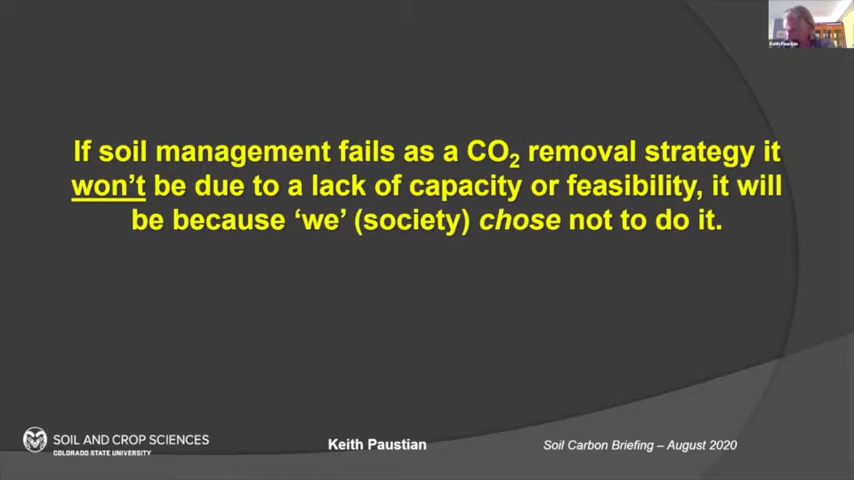 Keith Paustian
If soil management fails as a CO₂ removal strategy it
won't be due to a lack of capacity or feasibility, it will
be because 'we' (society) chose not to do it.
SOIL AND CROP SCIENCES
COLORADO STATE UNIVERSITY
Keith Paustian
Soil Carbon Briefing – August 2020